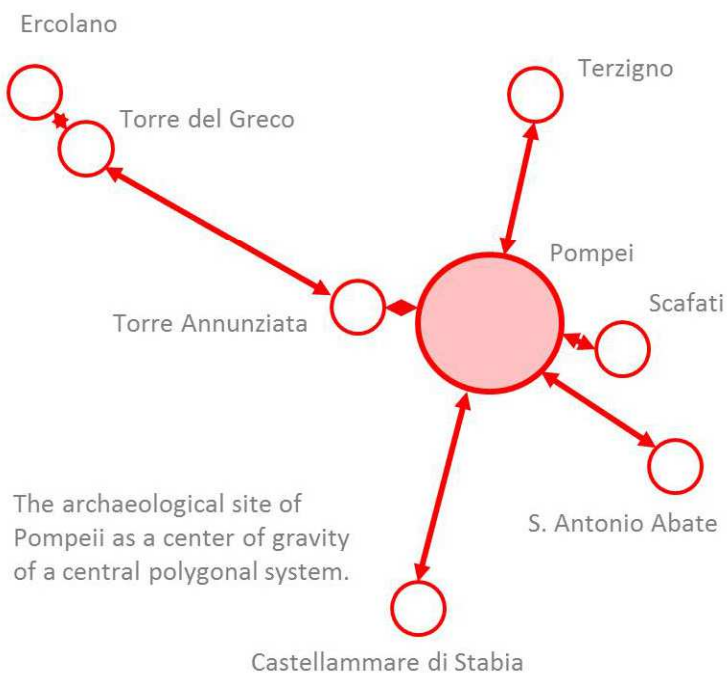 Ercolano
Terzigno
Torre del Greco
Pompei
Scafati
Torre Annunziata
The archaeological site of
Pompeii as a center of gravity
of a central polygonal system.
S. Antonio Abate
Castellammare di Stabia